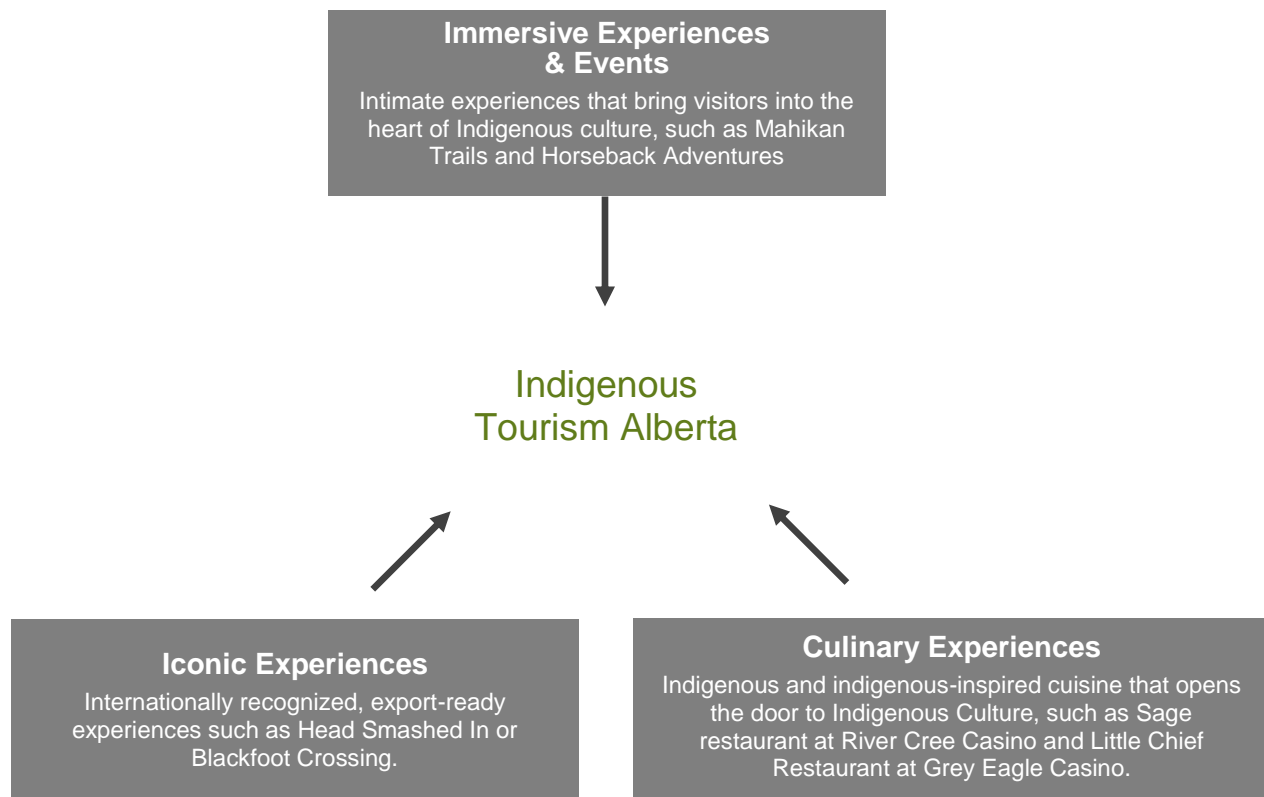 Immersive Experiences
& Events
Intimate experiences that bring visitors into the
heart of Indigenous culture, such as Mahikan
Trails and Horseback Adventures
Indigenous
Tourism Alberta
Iconic Experiences
Internationally recognized, export-ready
experiences such as Head Smashed In or
Blackfoot Crossing.
Culinary Experiences
Indigenous and indigenous-inspired cuisine that opens
the door to Indigenous Culture, such as Sage
restaurant at River Cree Casino and Little Chief
Restaurant at Grey Eagle Casino.